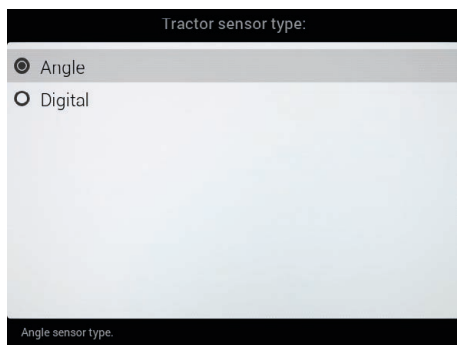 Tractor sensor type:
Angle
Digital
Angle sensor type.